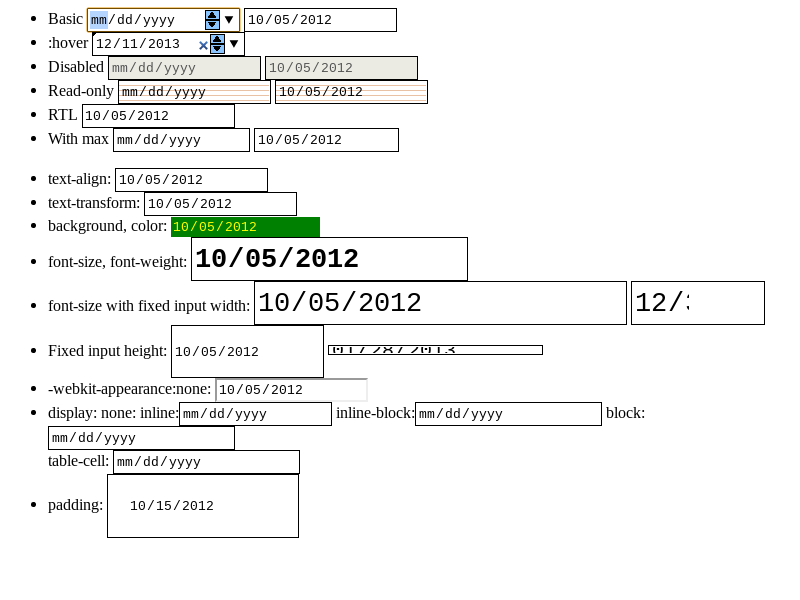 Basic mm/dd/yyyy 10/05/2012
:hover 12/11/2013
Disabled mm/dd/yyyy 10/05/2012
Read-only mm/dd/yyyy 10/05/2012
RTL 10/05/2012
With max mm/dd/yyyy 10/05/2012
text-align: 10/05/2012
text-transform: 10/05/2012
background, color: 10/05/2012
font-size, font-weight: 10/05/2012
font-size with fixed input width: 10/05/2012 12/
Fixed input height: 10/05/2012
-webkit-appearance:none: 10/05/2012
display: none: inline: mm/dd/yyyy inline-block: mm/dd/yyyy block:
mm/dd/yyyy
table-cell: mm/dd/yyyy
padding: 10/15/2012